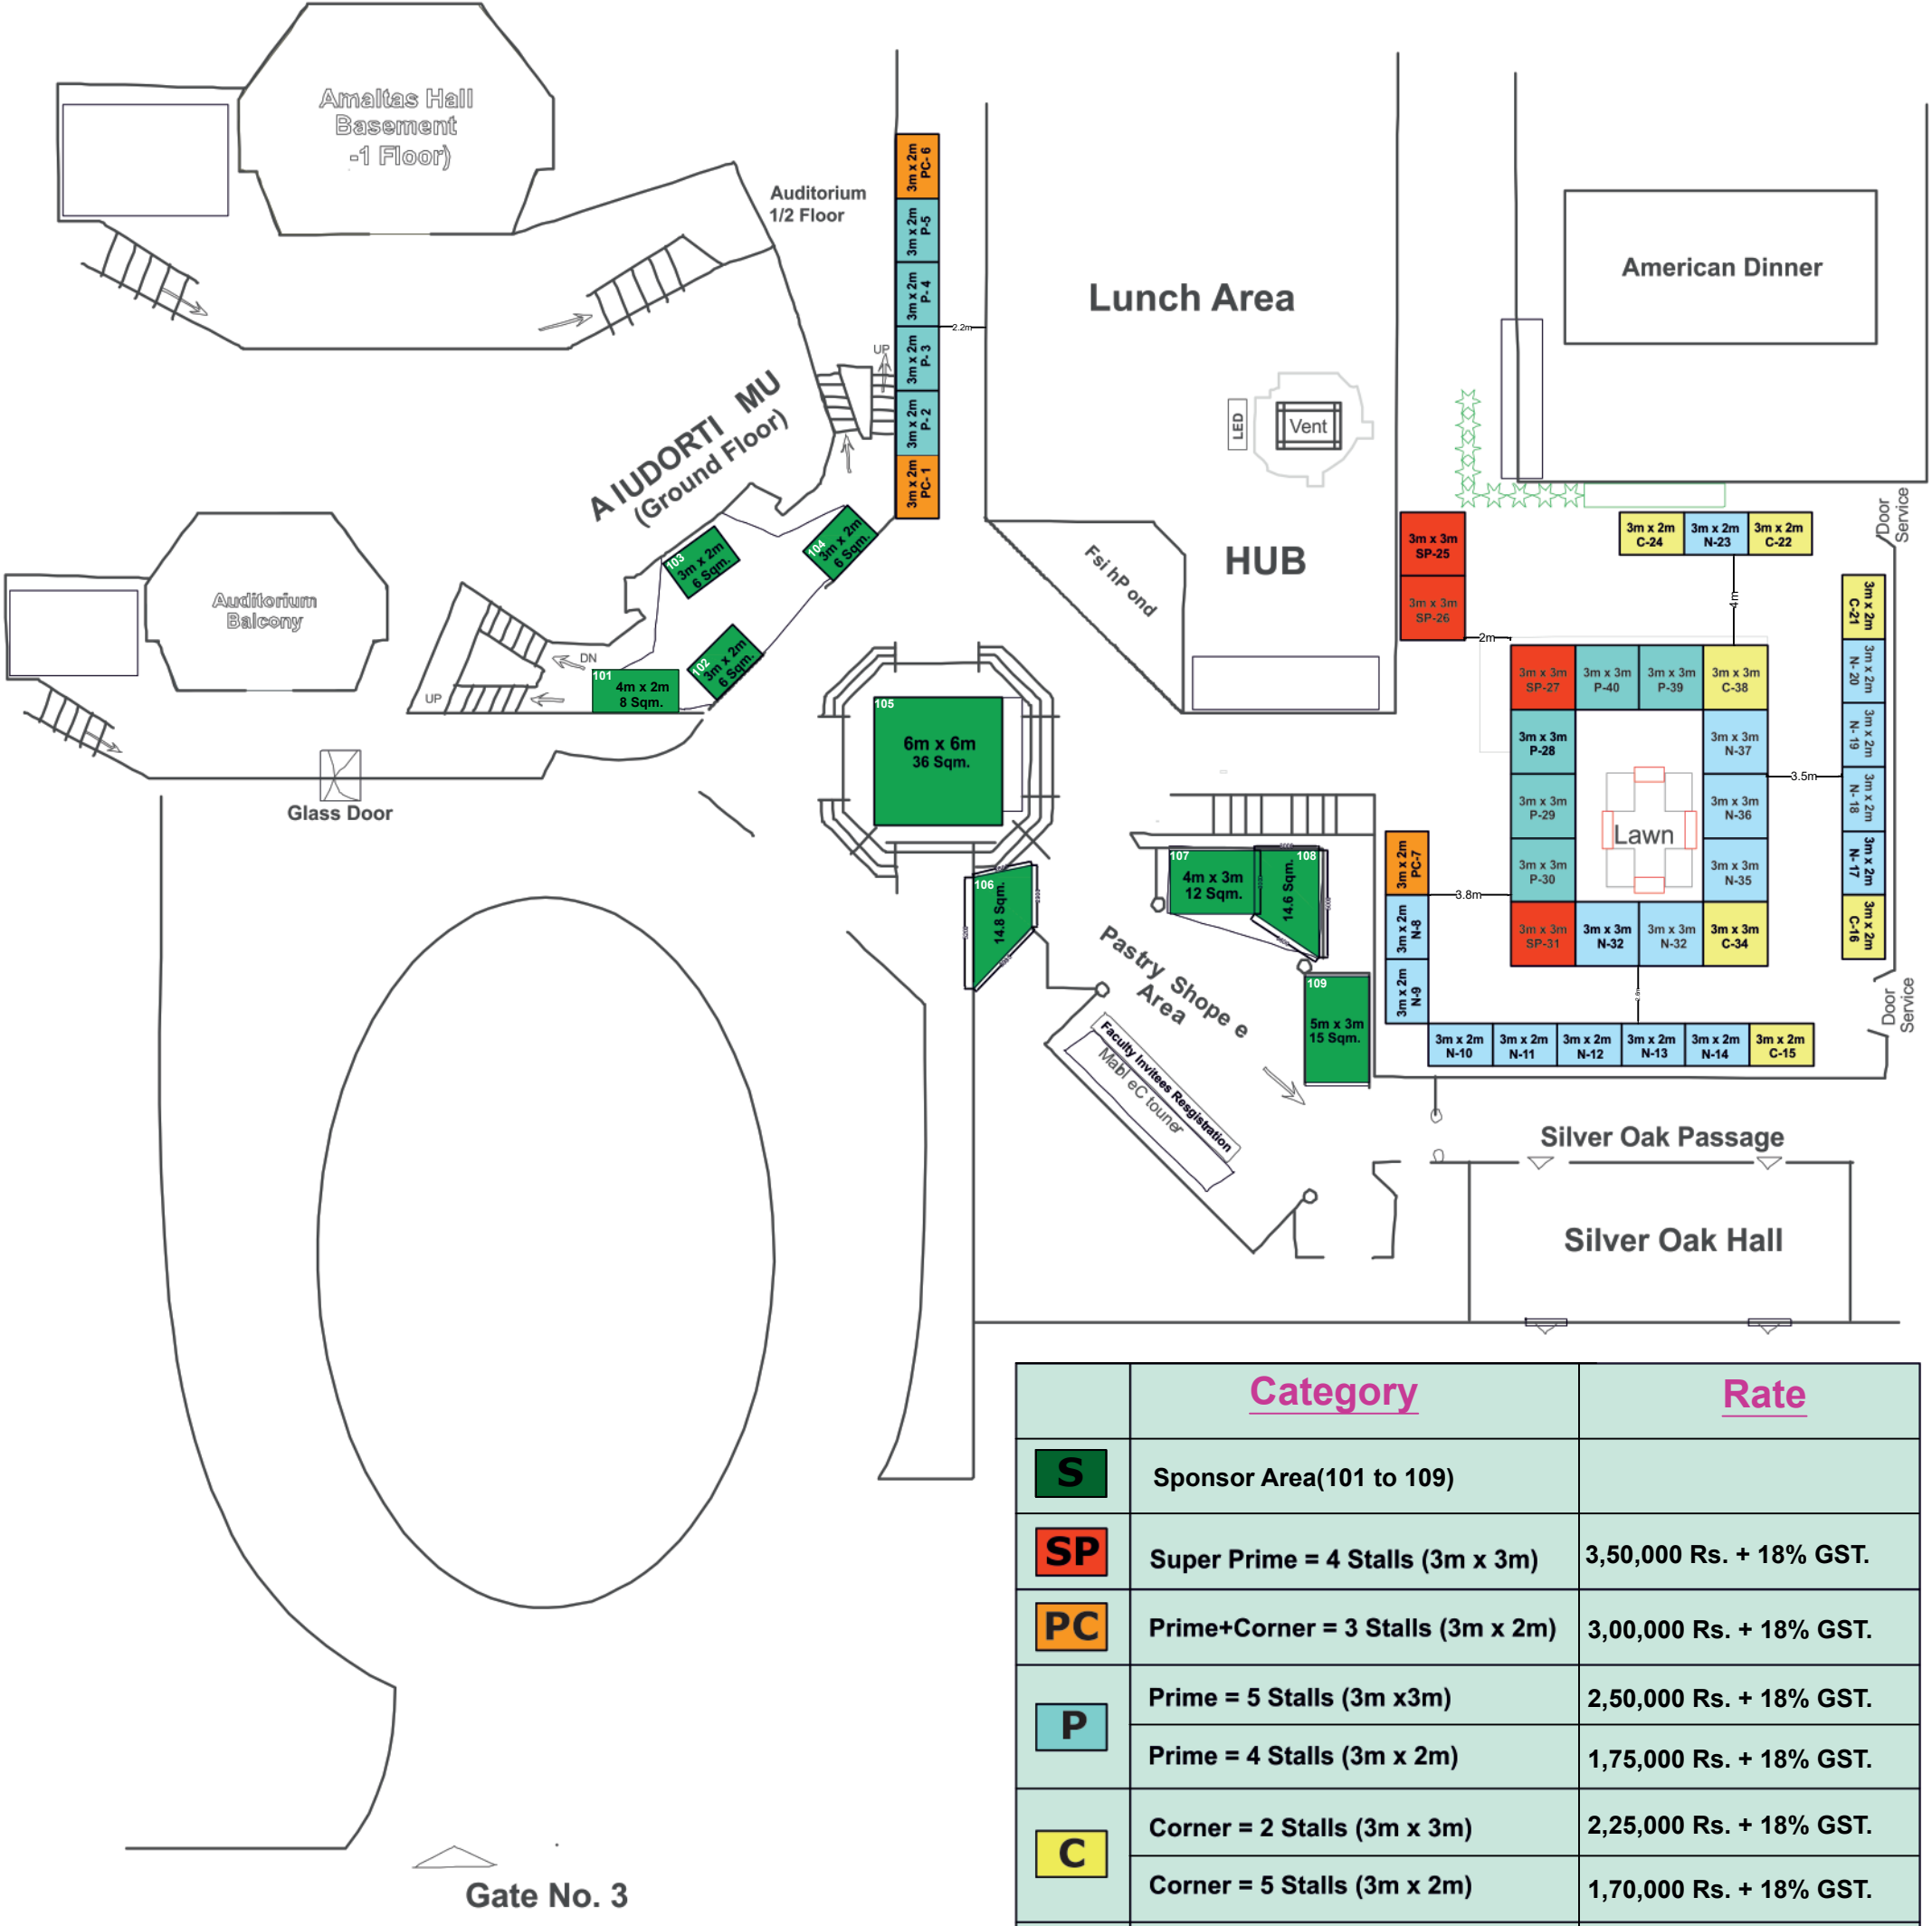 Amaltas Hall
Basement
-1 Floor)
Auditorium
1/2 Floor
3m x 2m
PC- 6
3m x 2m
P-5
3m x 2m
P- 4
3m x 2m
P- 3
3m x 2m
P- 2
3m x 2m
PC- 1
2.2m
UP
Lunch Area
LED
Vent
American Dinner
A IUDORTI MU
(Ground Floor)
Auditorium
Balcony
DN
UP
Glass Door
101
4m x 2m
8 Sqm.
102
3m x 2m
6 Sqm.
103
3m x 2m
6 Sqm.
104
3m x 2m
6 Sqm.
105
6m x 6m
36 Sqm.
106
14.8 Sqm.
107
4m x 3m
12 Sqm.
108
14.6 Sqm.
109
5m x 3m
15 Sqm.
Fsi hP ond
HUB
3m x 3m
SP-25
3m x 3m
SP-26
2m
3m x 2m
C-24
3m x 2m
N-23
3m x 2m
C-22
4m
Door
Service
3m x 2m
C-21
3m x 2m
N- 20
3m x 2m
N- 19
3m x 2m
N- 18
3m x 2m
N- 17
3m x 2m
C-16
Door
Service
3m x 3m
SP-27
3m x 3m
P-40
3m x 3m
P-39
3m x 3m
C-38
3m x 3m
P-28
3m x 3m
N-37
3m x 3m
P-29
3m x 3m
N-36
3m x 3m
P-30
3m x 3m
N-35
3m x 3m
SP-31
3m x 3m
N-32
3m x 3m
N-32
3m x 3m
C-34
Lawn
3.5m
3.8m
3m x 2m
PC-7
3m x 2m
N-8
3m x 2m
N-9
3m x 2m
N-10
3m x 2m
N-11
3m x 2m
N-12
3m x 2m
N-13
3m x 2m
N-14
3m x 2m
C-15
Pastry Shope e
Area
Faculty Invitees Resgistration
Mabl eC touner
Silver Oak Passage
Silver Oak Hall
Category Rate
S Sponsor Area(101 to 109)
SP Super Prime = 4 Stalls (3m x 3m) 3,50,000 Rs. + 18% GST.
PC Prime+Corner = 3 Stalls (3m x 2m) 3,00,000 Rs. + 18% GST.
P Prime = 5 Stalls (3m x3m) 2,50,000 Rs. + 18% GST.
Prime = 4 Stalls (3m x 2m) 1,75,000 Rs. + 18% GST.
C Corner = 2 Stalls (3m x 3m) 2,25,000 Rs. + 18% GST.
Corner = 5 Stalls (3m x 2m) 1,70,000 Rs. + 18% GST.
Gate No. 3